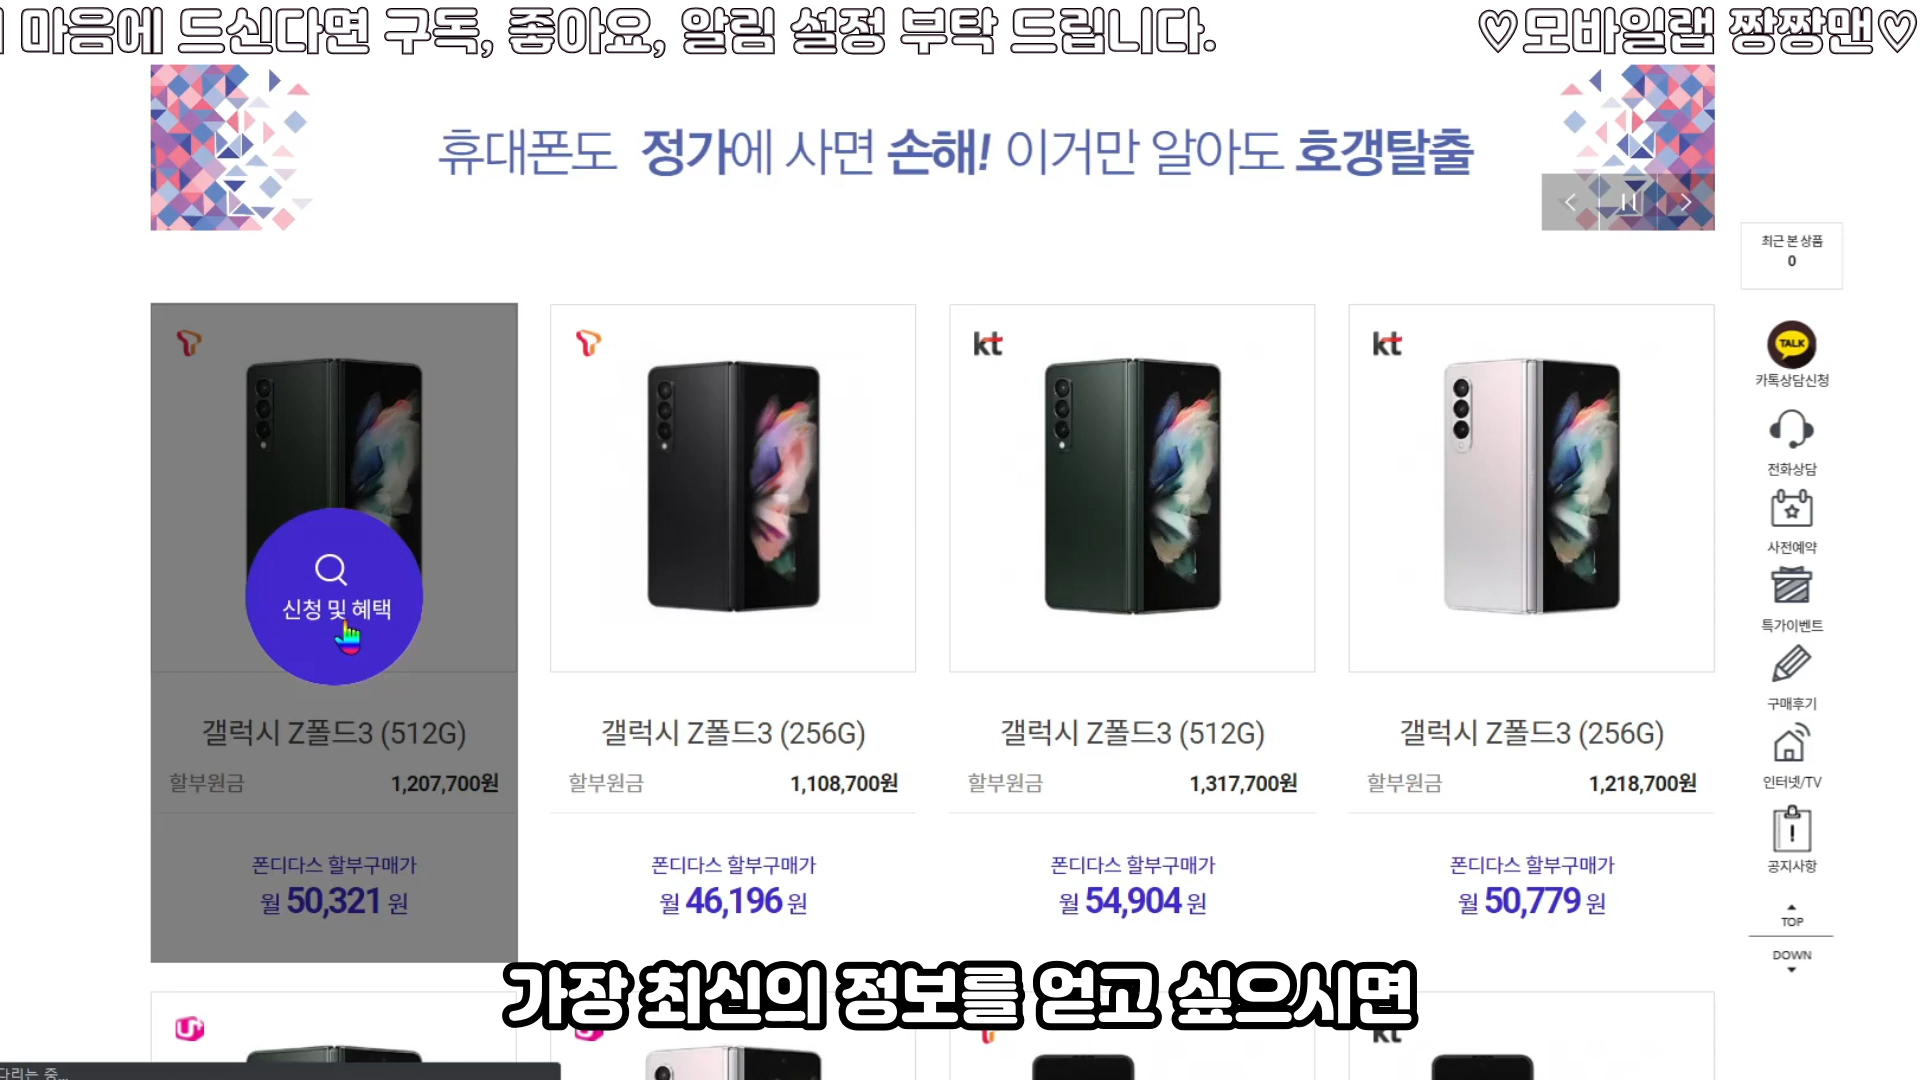 마음에 드신다면 구독, 좋아요, 알림 설정 부탁 드립니다.
♡모바일랩 짱짱맨♡
휴대폰도 정가에 사면 손해! 이거만 알아도 호갱탈출
최근 본 상품
0
TALK
카톡상담신청
전화상담
사전예약
특가이벤트
구매후기
인터넷/TV
공지사항
TOP
DOWN
신청 및 혜택
갤럭시 Z폴드3 (512G)
할부원금 1,207,700원
폰디다스 할부구매가
월 50,321 원
kt
kt
갤럭시 Z폴드3 (256G)
할부원금 1,108,700원
폰디다스 할부구매가
월 46,196 원
갤럭시 Z폴드3 (512G)
할부원금 1,317,700원
폰디다스 할부구매가
월 54,904 원
갤럭시 Z폴드3 (256G)
할부원금 1,218,700원
폰디다스 할부구매가
월 50,779 원
가장 최신의 정보를 얻고 싶으시면
U+
kt
다리는 중...